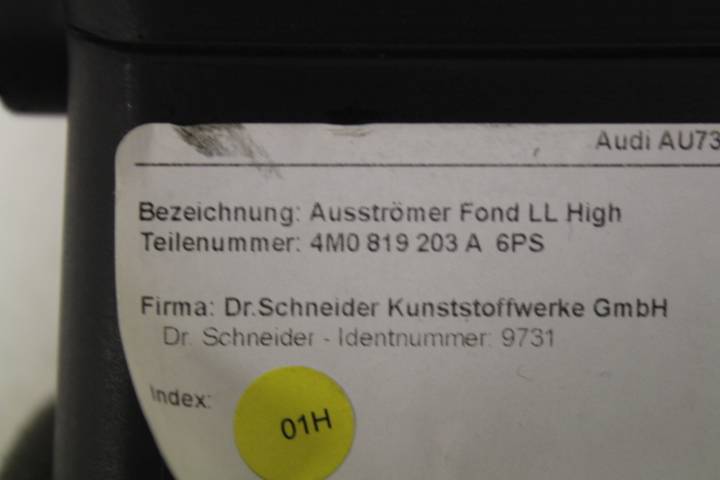 Audi AU73
Bezeichnung: Ausströmer Fond LL High
Teilenummer: 4M0 819 203 A 6PS
Firma: Dr.Schneider Kunststoffwerke GmbH
Dr. Schneider - Identnummer: 9731
Index: 01H